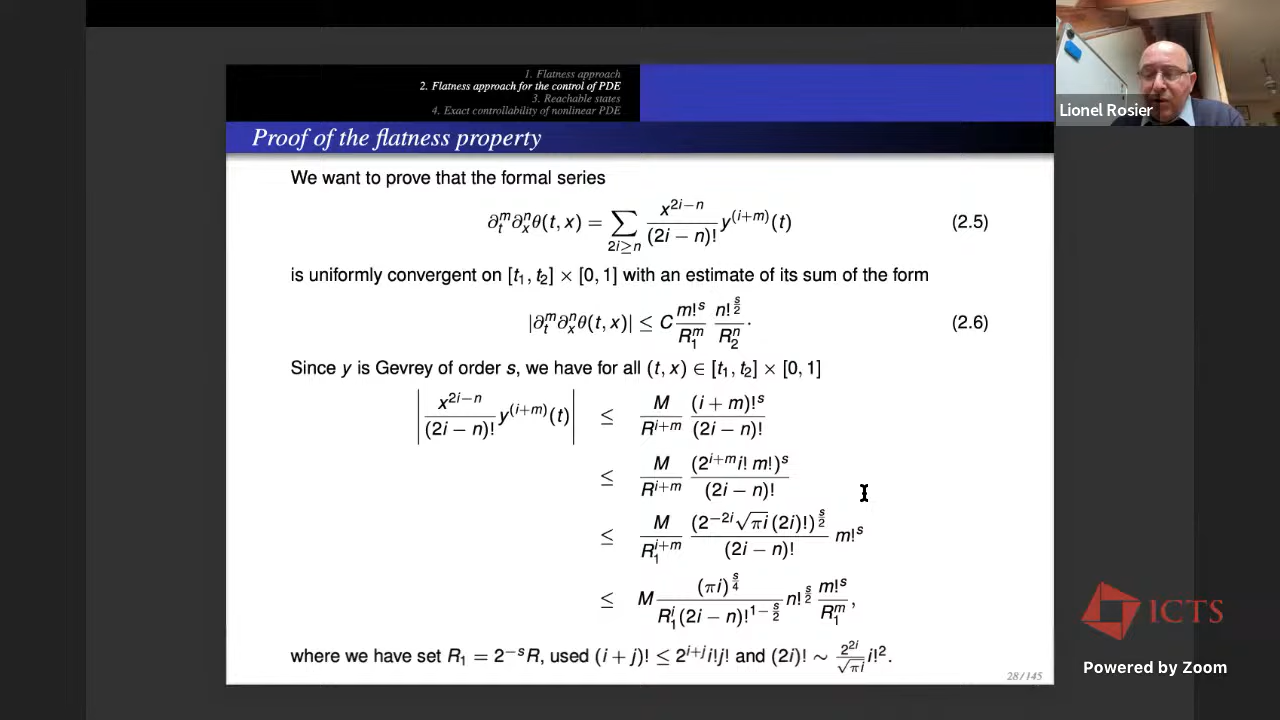 1. Flatness approach
2. Flatness approach for the control of PDE
3. Reachable states
4. Exact controllability of nonlinear PDE
Proof of the flatness property
We want to prove that the formal series
∂_t^m ∂_x^n θ(t, x) = ∑_{2i≥n} x^{2i−n}/(2i − n)! y^{(i+m)}(t) (2.5)
is uniformly convergent on [t₁, t₂] × [0, 1] with an estimate of its sum of the form
|∂_t^m ∂_x^n θ(t, x)| ≤ C m!^s/R_1^m n!^{s/2}/R_2^n. (2.6)
Since y is Gevrey of order s, we have for all (t, x) ∈ [t₁, t₂] × [0, 1]
|x^{2i−n}/(2i − n)! y^{(i+m)}(t)| ≤ M/R^{i+m} (i + m)!^s/(2i − n)!
≤ M/R^{i+m} (2^{i+m} i! m!)^s/(2i − n)!
≤ M/R_1^{i+m} (2^{−2i} √πi (2i)!)^{s/2}/(2i − n)! m!^s
≤ M (πi)^{s/4}/(R_1^i (2i − n)!^{1−s/2}) n!^{s/2} m!^s/R_1^m,
where we have set R₁ = 2^{−s}R, used (i + j)! ≤ 2^{i+j} i!j! and (2i)! ∼ 2^{2i}/√πi i!².
28/145
Lionel Rosier
ICTS
Powered by Zoom